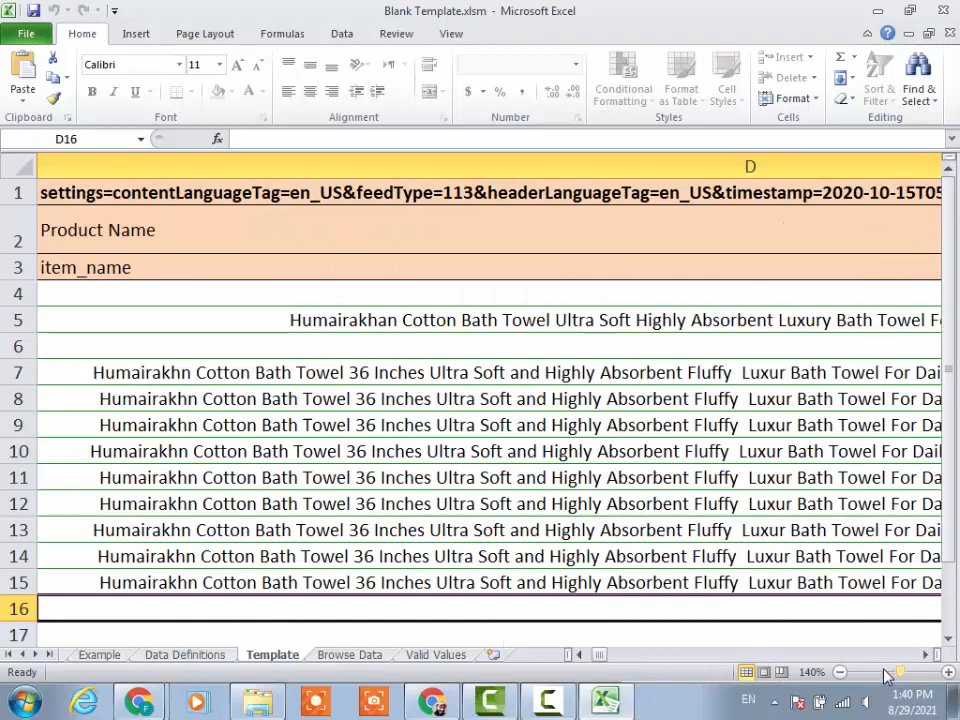 Blank Template.xlsm - Microsoft Excel
File Home Insert Page Layout Formulas Data Review View
Calibri 11
Paste
B I U
Conditional Formatting
Format as Table
Cell Styles
Insert
Delete
Format
Sort & Filter
Find & Select
Clipboard Font Alignment Number Styles Cells Editing
D16 fx
D
1 settings=contentLanguageTag=en_US&feedType=113&headerLanguageTag=en_US&timestamp=2020-10-15T05
2 Product Name
3 item_name
4
5 Humairakhan Cotton Bath Towel Ultra Soft Highly Absorbent Luxury Bath Towel F
6
7 Humairakhn Cotton Bath Towel 36 Inches Ultra Soft and Highly Absorbent Fluffy  Luxur Bath Towel For Dai
8 Humairakhn Cotton Bath Towel 36 Inches Ultra Soft and Highly Absorbent Fluffy  Luxur Bath Towel For Da
9 Humairakhn Cotton Bath Towel 36 Inches Ultra Soft and Highly Absorbent Fluffy  Luxur Bath Towel For Da
10 Humairakhn Cotton Bath Towel 36 Inches Ultra Soft and Highly Absorbent Fluffy  Luxur Bath Towel For Dail
11 Humairakhn Cotton Bath Towel 36 Inches Ultra Soft and Highly Absorbent Fluffy  Luxur Bath Towel For Da
12 Humairakhn Cotton Bath Towel 36 Inches Ultra Soft and Highly Absorbent Fluffy  Luxur Bath Towel For Da
13 Humairakhn Cotton Bath Towel 36 Inches Ultra Soft and Highly Absorbent Fluffy  Luxur Bath Towel For Dai
14 Humairakhn Cotton Bath Towel 36 Inches Ultra Soft and Highly Absorbent Fluffy  Luxur Bath Towel For Da
15 Humairakhn Cotton Bath Towel 36 Inches Ultra Soft and Highly Absorbent Fluffy  Luxur Bath Towel For Da
16
17
Example Data Definitions Template Browse Data Valid Values
Ready 140%
EN 1:40 PM
8/29/2021